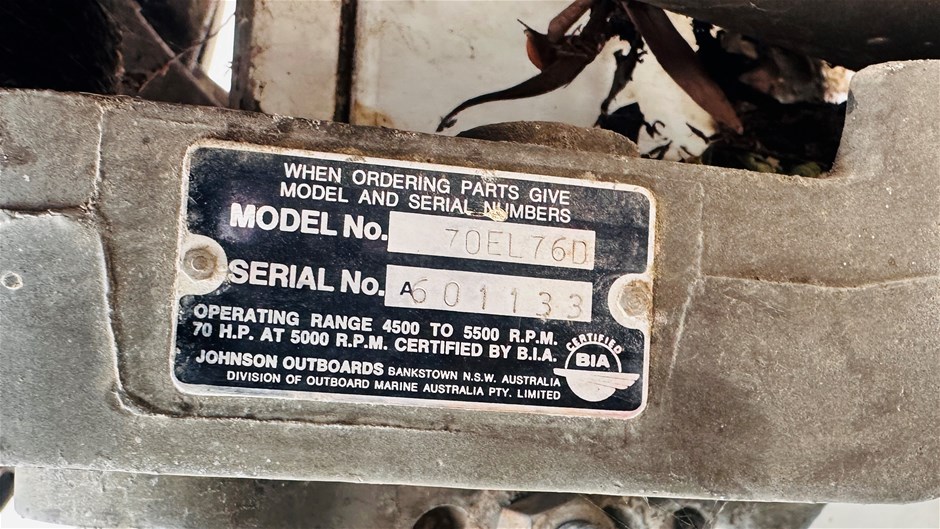 WHEN ORDERING PARTS GIVE
MODEL AND SERIAL NUMBERS
MODEL No. 70EL76D
SERIAL No. A601133
OPERATING RANGE 4500 TO 5500 R.P.M.
70 H.P. AT 5000 R.P.M. CERTIFIED BY B.I.A.
JOHNSON OUTBOARDS BANKSTOWN N.S.W. AUSTRALIA
DIVISION OF OUTBOARD MARINE AUSTRALIA PTY. LIMITED
CERTIFIED
BIA